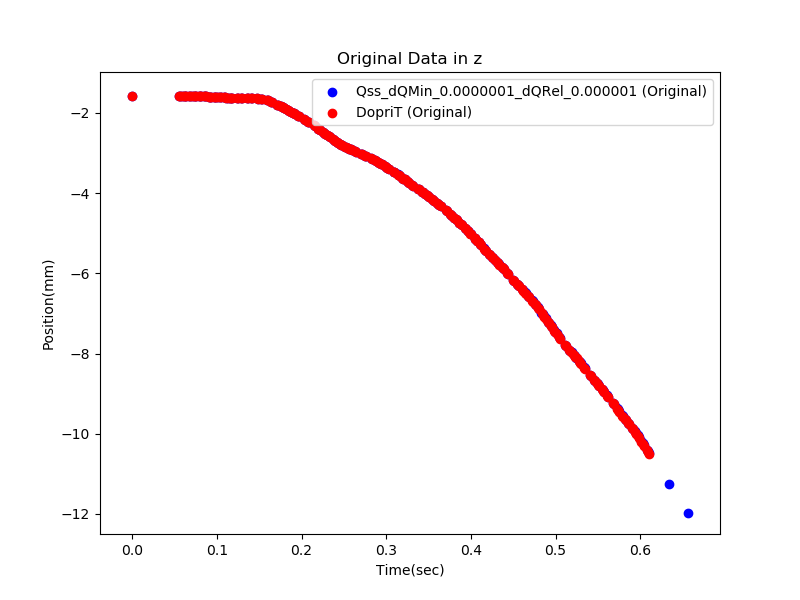 Original Data in z
Qss_dQMin_0.0000001_dQRel_0.000001 (Original)
DopriT (Original)
−2
−4
−6
−8
−10
−12
Position(mm)
0.0 0.1 0.2 0.3 0.4 0.5 0.6
Time(sec)